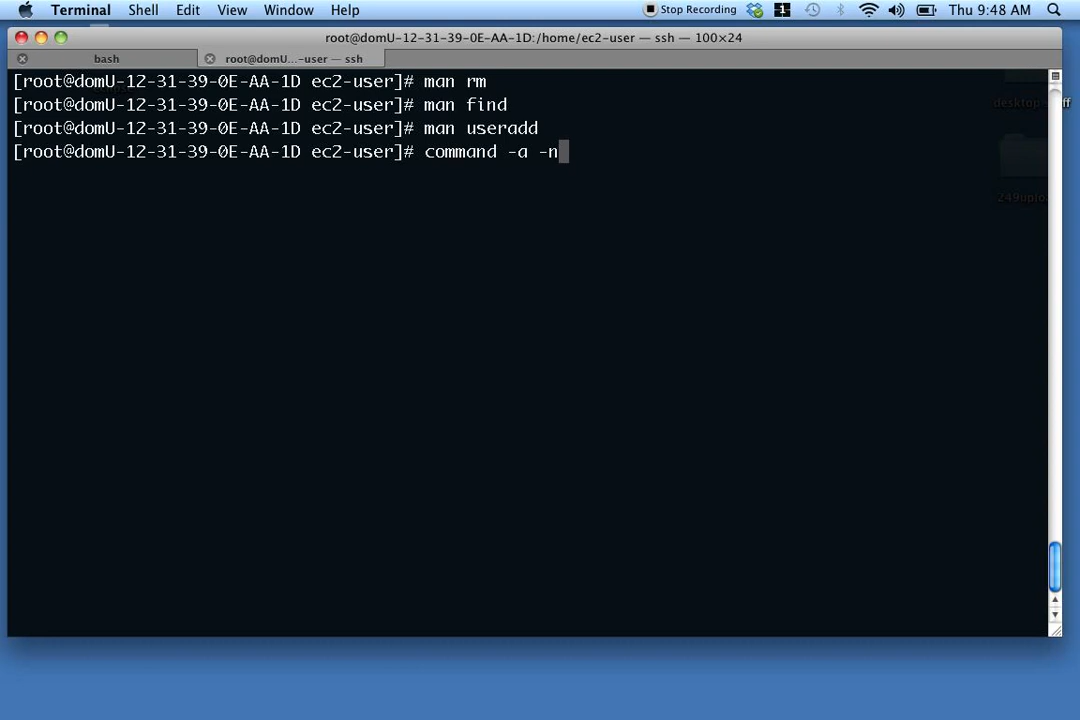 Terminal Shell Edit View Window Help Stop Recording 1 Thu 9:48 AM
root@domU-12-31-39-0E-AA-1D:/home/ec2-user — ssh — 100×24
bash root@domU...-user — ssh
[root@domU-12-31-39-0E-AA-1D ec2-user]# man rm
[root@domU-12-31-39-0E-AA-1D ec2-user]# man find
[root@domU-12-31-39-0E-AA-1D ec2-user]# man useradd
[root@domU-12-31-39-0E-AA-1D ec2-user]# command -a -n